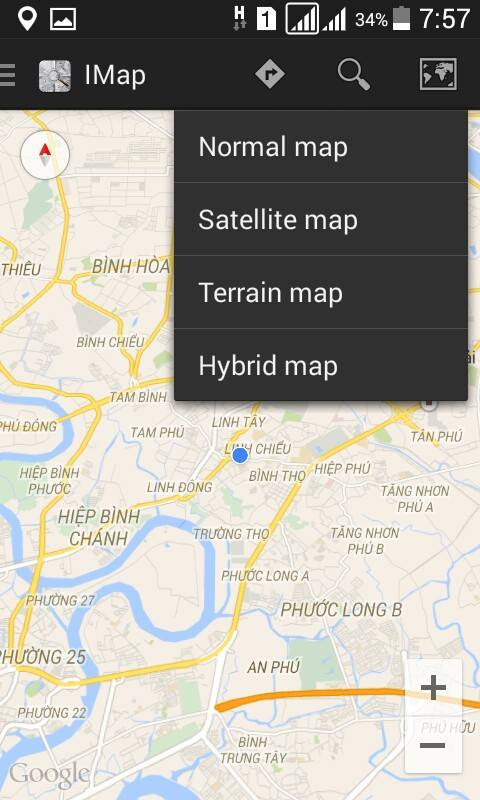 H 1 34% 7:57
IMap
Normal map
Satellite map
Terrain map
Hybrid map
THIÊU
BÌNH HÒA
BÌNH CHIỂU
TAM BÌNH
LINH TÂY
PHÚ ĐÔNG
TAM PHÚ
LINH CHIỂU
TÂN PHÚ
HIỆP BÌNH
PHƯỚC
BÌNH THỌ
HIỆP PHÚ
LINH ĐÔNG
TĂNG NHƠN
PHÚ A
HIỆP BÌNH
CHÁNH
TRƯỜNG THỌ
TĂNG NHƠN
PHÚ B
PHƯỚC LONG A
PHƯỜNG 27
PHƯỚC LONG B
PHƯỜNG 25
AN PHÚ
PHƯỜNG 22
PHÚ HỮU
BÌNH
TRƯNG TÂY
Google